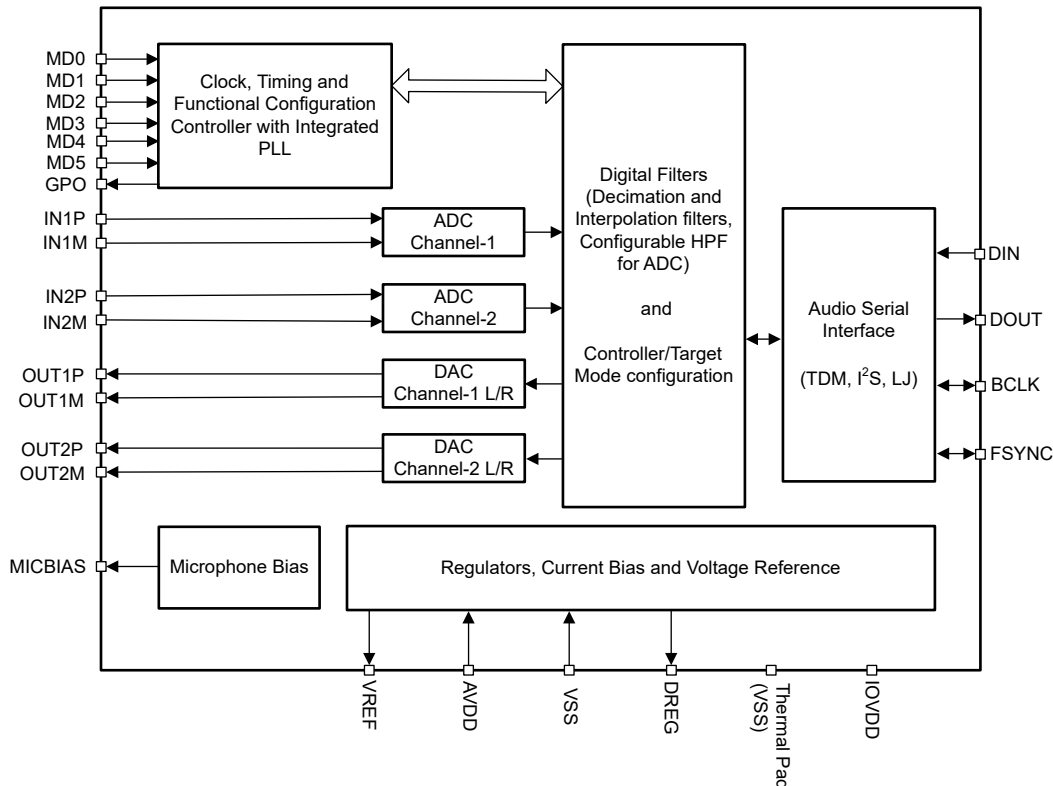 MD0
MD1
MD2
MD3
MD4
MD5
GPO
Clock, Timing and
Functional Configuration
Controller with Integrated
PLL
IN1P
IN1M
ADC
Channel-1
IN2P
IN2M
ADC
Channel-2
OUT1P
OUT1M
DAC
Channel-1 L/R
OUT2P
OUT2M
DAC
Channel-2 L/R
Digital Filters
(Decimation and
Interpolation filters,
Configurable HPF
for ADC)
and
Controller/Target
Mode configuration
Audio Serial
Interface
(TDM, I²S, LJ)
DIN
DOUT
BCLK
FSYNC
MICBIAS
Microphone Bias
Regulators, Current Bias and Voltage Reference
VREF
AVDD
VSS
DREG
Thermal Pad
(VSS)
IOVDD